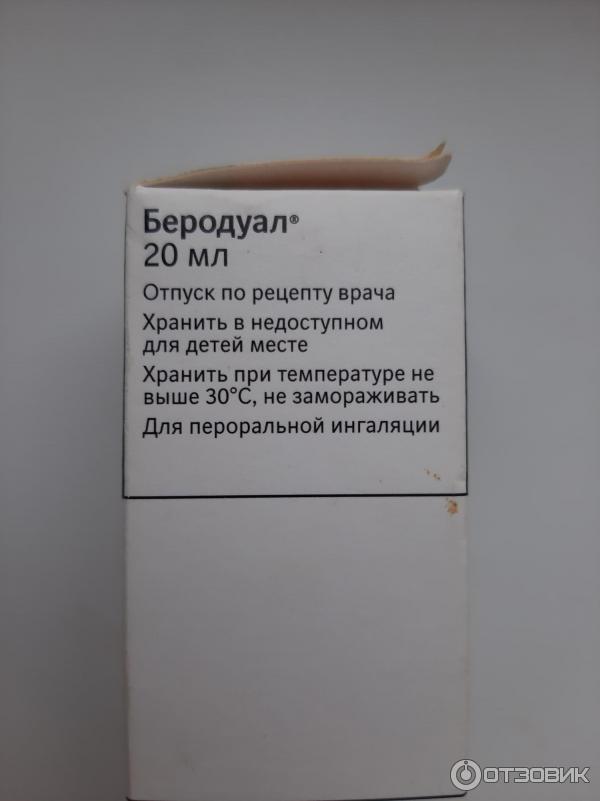 Беродуал®
20 мл
Отпуск по рецепту врача
Хранить в недоступном
для детей месте
Хранить при температуре не
выше 30°C, не замораживать
Для пероральной ингаляции
ОТЗОВИК